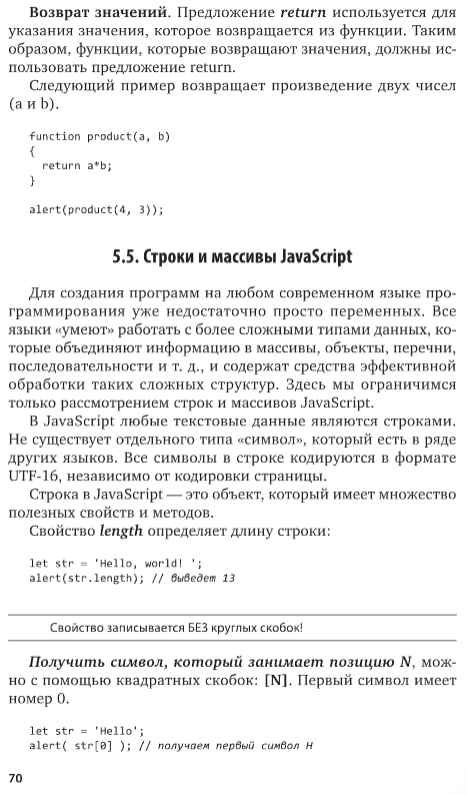 Возврат значений. Предложение return используется для
указания значения, которое возвращается из функции. Таким
образом, функции, которые возвращают значения, должны ис-
пользовать предложение return.
Следующий пример возвращает произведение двух чисел
(a и b).
function product(a, b)
{
return a*b;
}
alert(product(4, 3));
5.5. Строки и массивы JavaScript
Для создания программ на любом современном языке про-
граммирования уже недостаточно просто переменных. Все
языки «умеют» работать с более сложными типами данных, ко-
торые объединяют информацию в массивы, объекты, перечни,
последовательности и т. д., и содержат средства эффективной
обработки таких сложных структур. Здесь мы ограничимся
только рассмотрением строк и массивов JavaScript.
В JavaScript любые текстовые данные являются строками.
Не существует отдельного типа «символ», который есть в ряде
других языков. Все символы в строке кодируются в формате
UTF-16, независимо от кодировки страницы.
Строка в JavaScript — это объект, который имеет множество
полезных свойств и методов.
Свойство length определяет длину строки:
let str = 'Hello, world! ';
alert(str.length); // выведет 13
Свойство записывается БЕЗ круглых скобок!
Получить символ, который занимает позицию N, мож-
но с помощью квадратных скобок: [N]. Первый символ имеет
номер 0.
let str = 'Hello';
alert( str[0] ); // получаем первый символ H
70